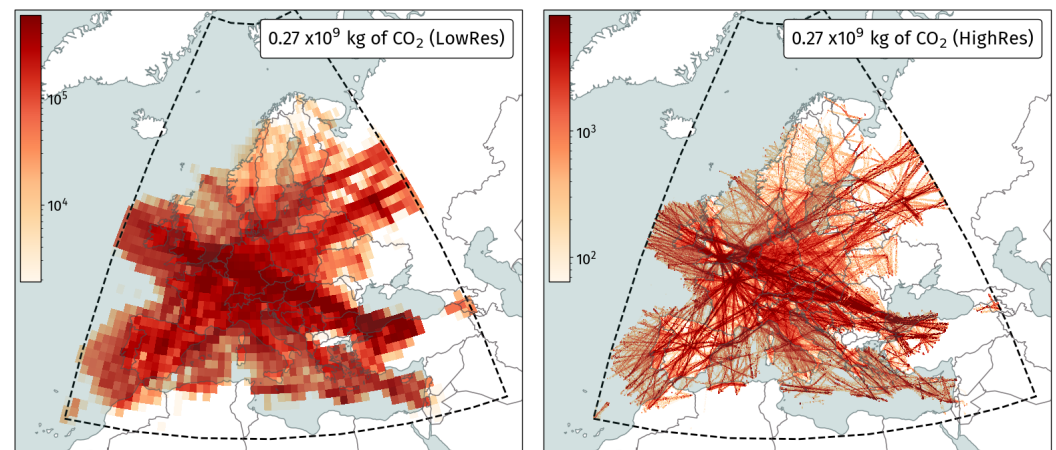 0.27 x10⁹ kg of CO₂ (LowRes)
10⁵
10⁴
0.27 x10⁹ kg of CO₂ (HighRes)
10³
10²